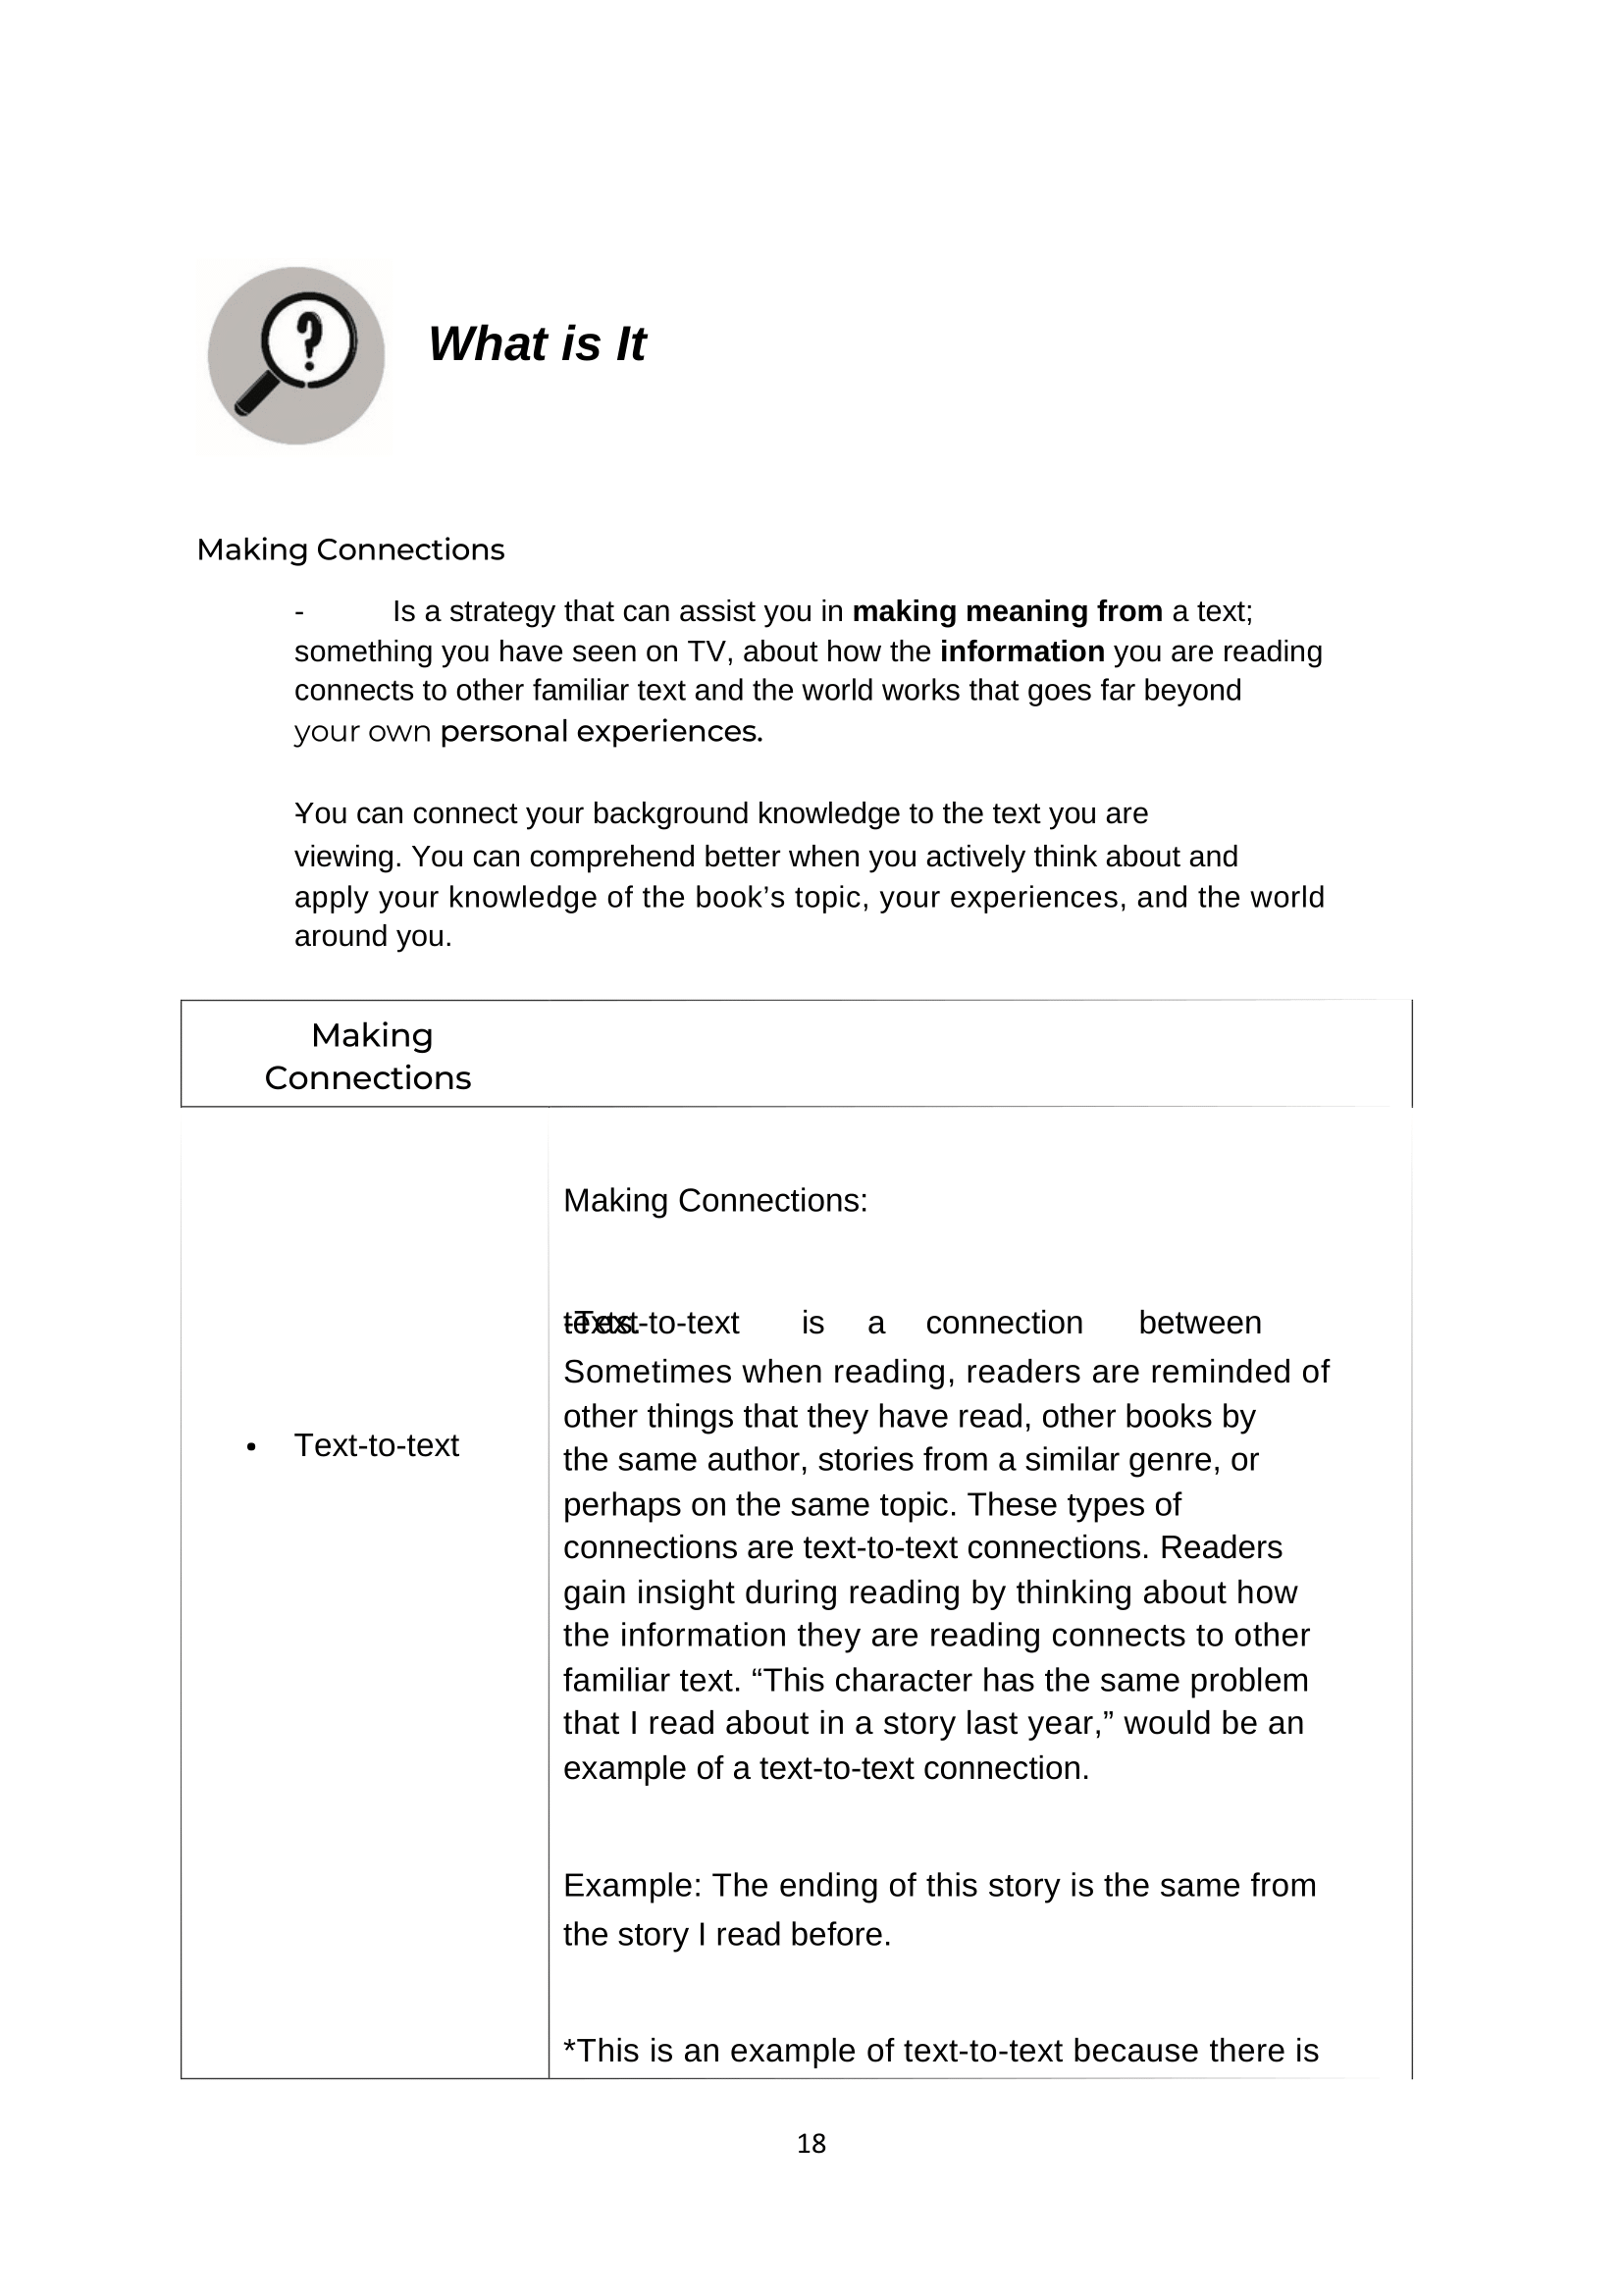 ?
What is It
Making Connections
- Is a strategy that can assist you in making meaning from a text;
something you have seen on TV, about how the information you are reading
connects to other familiar text and the world works that goes far beyond
your own personal experiences.
- You can connect your background knowledge to the text you are
viewing. You can comprehend better when you actively think about and
apply your knowledge of the book’s topic, your experiences, and the world
around you.
Making
Connections
Making Connections:
-Text-to-text is a connection between
texts.
Sometimes when reading, readers are reminded of
other things that they have read, other books by
• Text-to-text
the same author, stories from a similar genre, or
perhaps on the same topic. These types of
connections are text-to-text connections. Readers
gain insight during reading by thinking about how
the information they are reading connects to other
familiar text. “This character has the same problem
that I read about in a story last year,” would be an
example of a text-to-text connection.
Example: The ending of this story is the same from
the story I read before.
*This is an example of text-to-text because there is
18